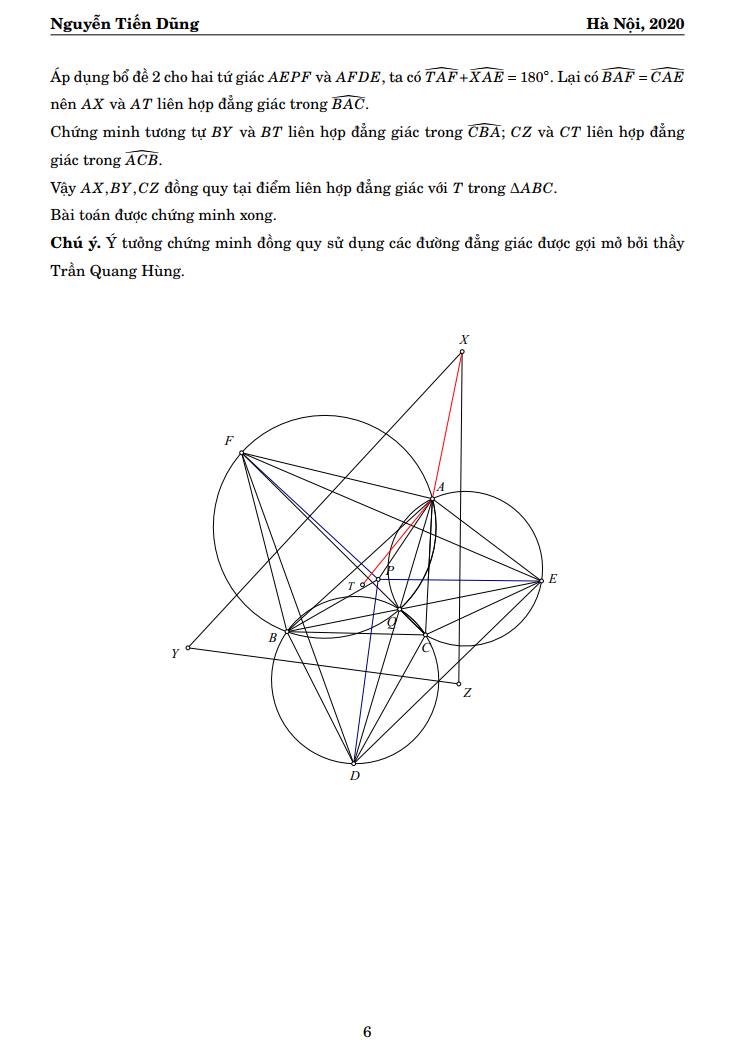 Nguyễn Tiến Dũng Hà Nội, 2020
Áp dụng bổ đề 2 cho hai tứ giác AEPF và AFDE, ta có \widehat{TAF}+\widehat{XAE} = 180°. Lại có \widehat{BAF} = \widehat{CAE}
nên AX và AT liên hợp đẳng giác trong \widehat{BAC}.
Chứng minh tương tự BY và BT liên hợp đẳng giác trong \widehat{CBA}; CZ và CT liên hợp đẳng
giác trong \widehat{ACB}.
Vậy AX,BY,CZ đồng quy tại điểm liên hợp đẳng giác với T trong ΔABC.
Bài toán được chứng minh xong.
Chú ý. Ý tưởng chứng minh đồng quy sử dụng các đường đẳng giác được gợi mở bởi thầy
Trần Quang Hùng.
X
F
A
P
T
E
Q
B
C
Y
Z
D
6